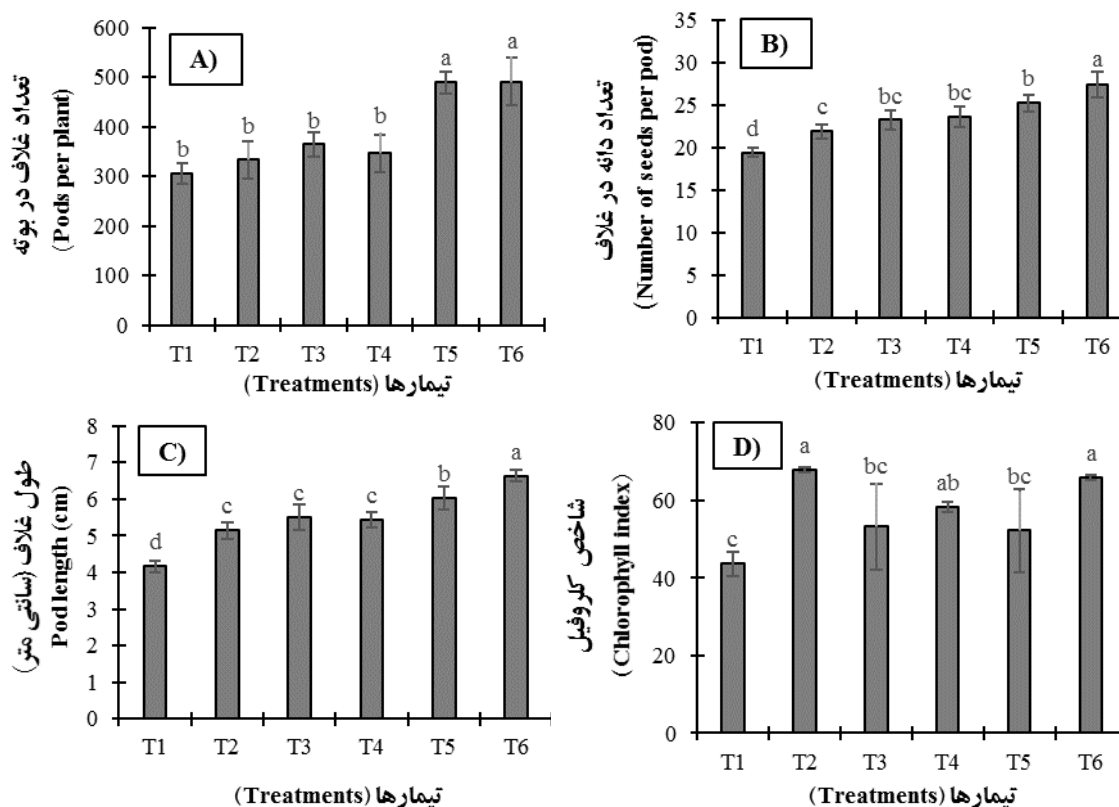 A)
تعداد غلاف در بوته
(Pods per plant)
600
500
400
300
200
100
0
b
b
b
b
a
a
T1
T2
T3
T4
T5
T6
تیمارها (Treatments)
B)
تعداد دانه در غلاف
(Number of seeds per pod)
35
30
25
20
15
10
5
0
d
c
bc
bc
b
a
T1
T2
T3
T4
T5
T6
تیمارها (Treatments)
C)
طول غلاف (سانتی متر)
Pod length (cm)
8
7
6
5
4
3
2
1
0
d
c
c
c
b
a
T1
T2
T3
T4
T5
T6
تیمارها (Treatments)
D)
شاخص کلروفیل
(Chlorophyll index)
80
60
40
20
0
c
a
bc
ab
bc
a
T1
T2
T3
T4
T5
T6
تیمارها (Treatments)